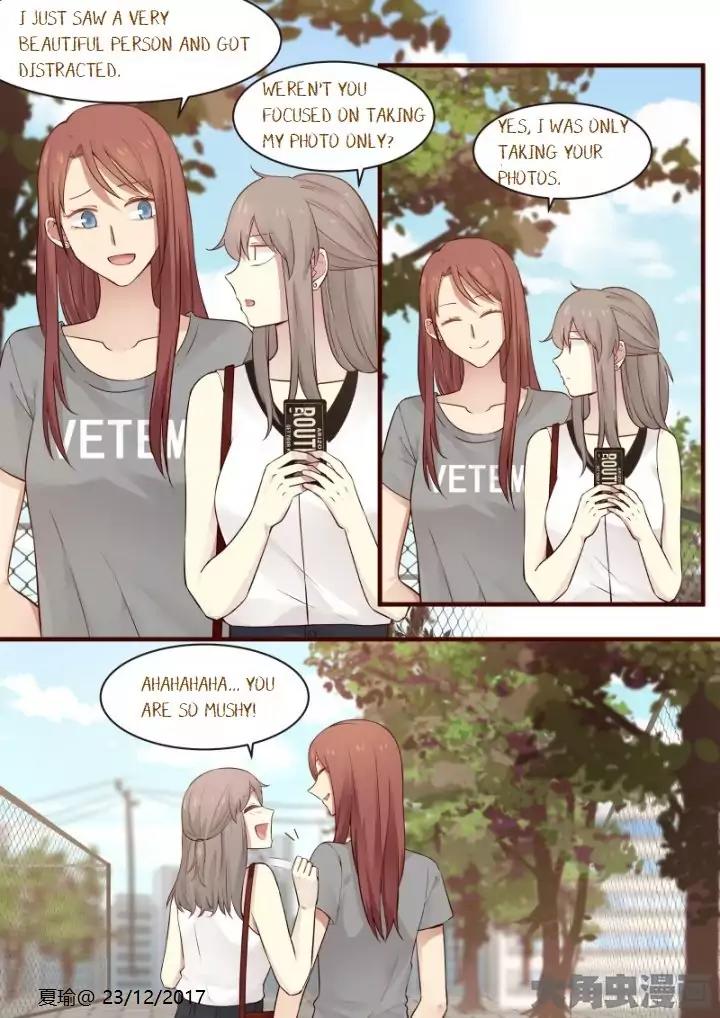 I JUST SAW A VERY
BEAUTIFUL PERSON AND GOT
DISTRACTED.
WEREN'T YOU
FOCUSED ON TAKING
MY PHOTO ONLY?
YES, I WAS ONLY
TAKING YOUR
PHOTOS.
VETEM
ROUT
VETEM
ROUT
AHAHAHAHA... YOU
ARE SO MUSHY!
夏瑜@ 23/12/2017
大角虫漫画